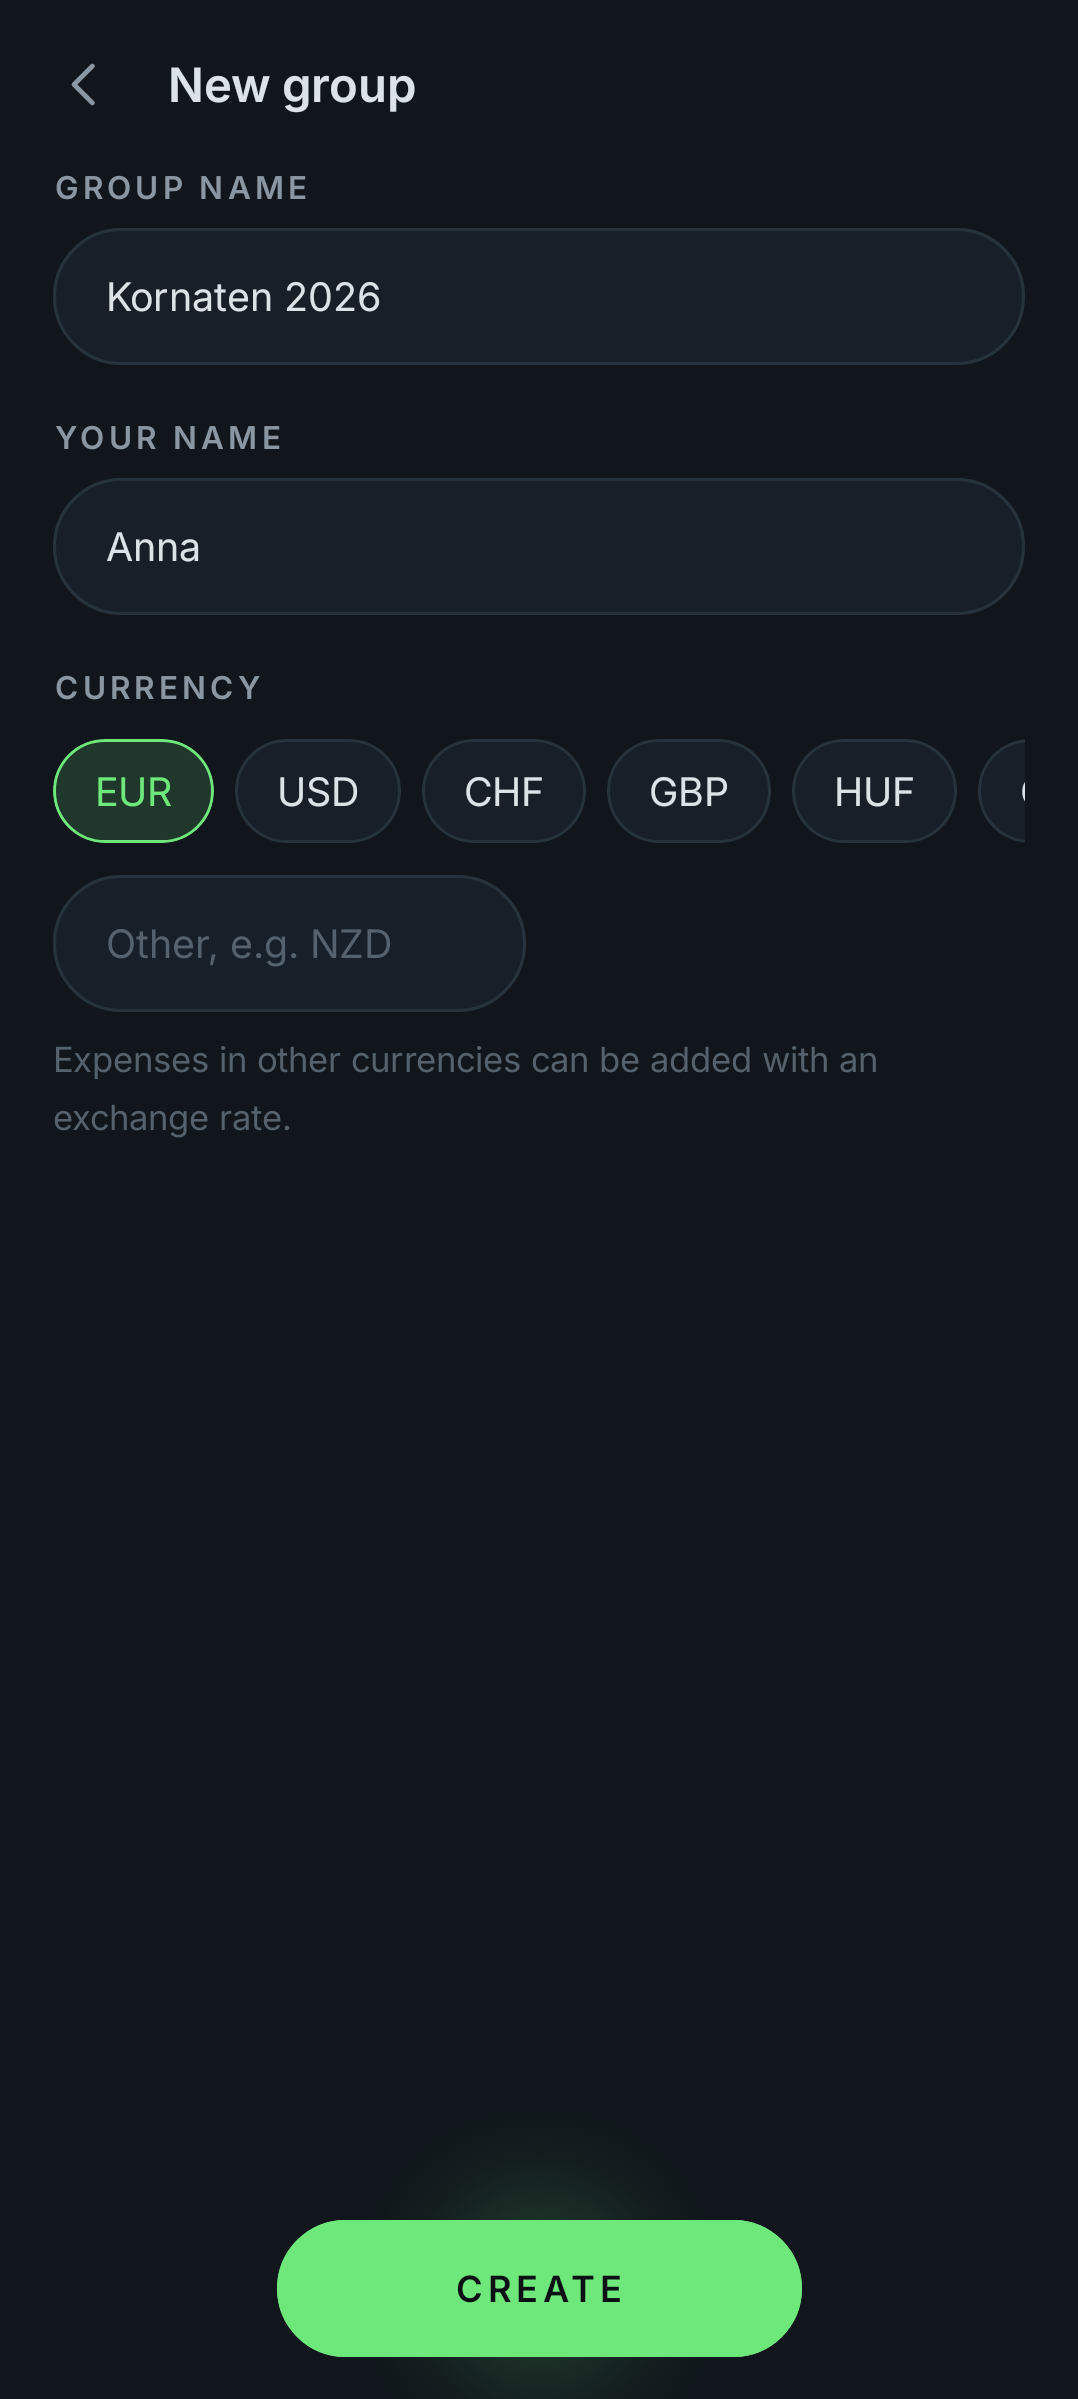 New group
GROUP NAME
Kornaten 2026
YOUR NAME
Anna
CURRENCY
EUR USD CHF GBP HUF
Other, e.g. NZD
Expenses in other currencies can be added with an
exchange rate.
CREATE